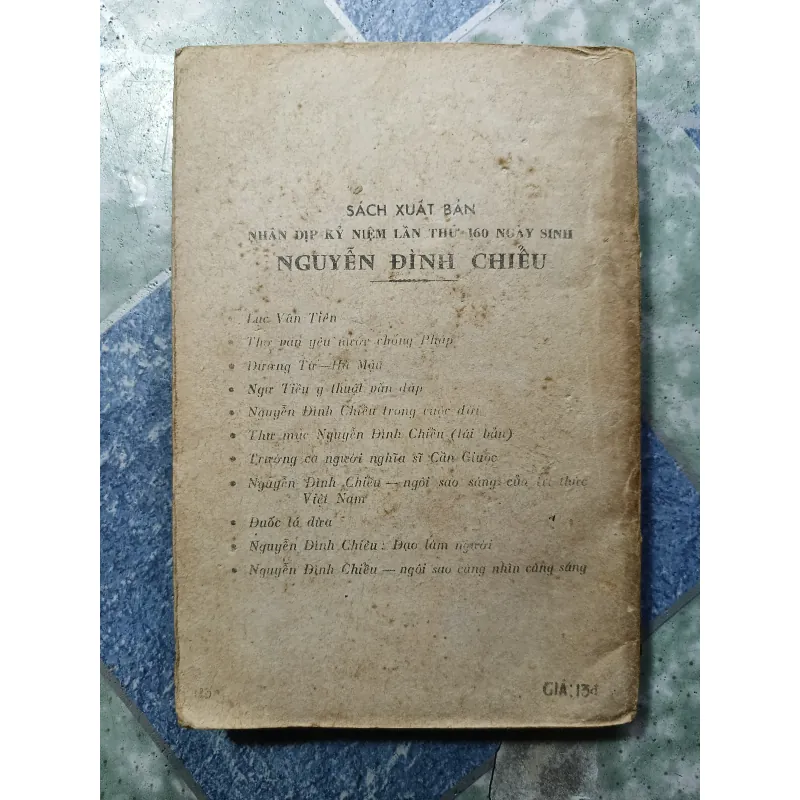 SÁCH XUẤT BẢN
NHÂN DỊP KỶ NIỆM LẦN THỨ 160 NGÀY SINH
NGUYỄN ĐÌNH CHIỂU
• Lục Vân Tiên
• Thơ văn yêu nước chống Pháp
• Dương Từ — Hà Mậu
• Ngư Tiều y thuật vấn đáp
• Nguyễn Đình Chiểu trong cuộc đời
• Thư mục Nguyễn Đình Chiểu (tái bản)
• Trường ca người nghĩa sĩ Cần Giuộc
• Nguyễn Đình Chiểu — ngôi sao sáng của trí thức
Việt Nam
• Đuốc lá dừa
• Nguyễn Đình Chiểu : Đạo làm người
• Nguyễn Đình Chiểu — ngôi sao càng nhìn càng sáng
GIÁ: 13đ